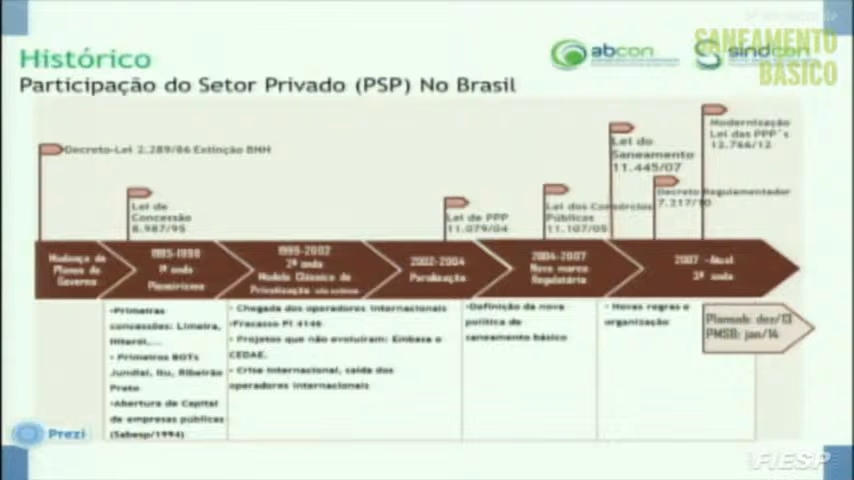 Histórico
Participação do Setor Privado (PSP) No Brasil
abcon
sindcon
SANEAMENTO
BÁSICO
Decreto-Lei 2.289/86 Extinção BNH
Lei de
Concessão
8.987/95
Lei de PPP
11.079/04
Lei dos Consórcios
Públicos
11.107/05
Lei do
Saneamento
11.445/07
Decreto Regulamentador
7.217/10
Modernização
Lei das PPP´s
12.766/12
Mudança de
Planos de
Governo
1995-1998
1ª onda
Pioneirismo
1999-2002
2ª onda
Modelo Clássico de
Privatização
2002-2004
Paralisação
2004-2007
Novo marco
Regulatório
2007 -Atual
3ª onda
•Primeiras
concessões: Limeira,
Niterói,...
• Primeiros BOTs
Jundiaí, Itu, Ribeirão
Preto
•Abertura de Capital
de empresas públicas
(Sabesp/1994)
• Chegada dos operadores internacionais
•Fracasso Pl 4146
• Projetos que não evoluíram: Embasa e
CEDAE.
• Crise internacional, saída dos
operadores internacionais
•Definição da nova
política de
saneamento básico
• Novas regras e
organização
Plansab: dez/13
PMSB: jan/14
Prezi
FIESP